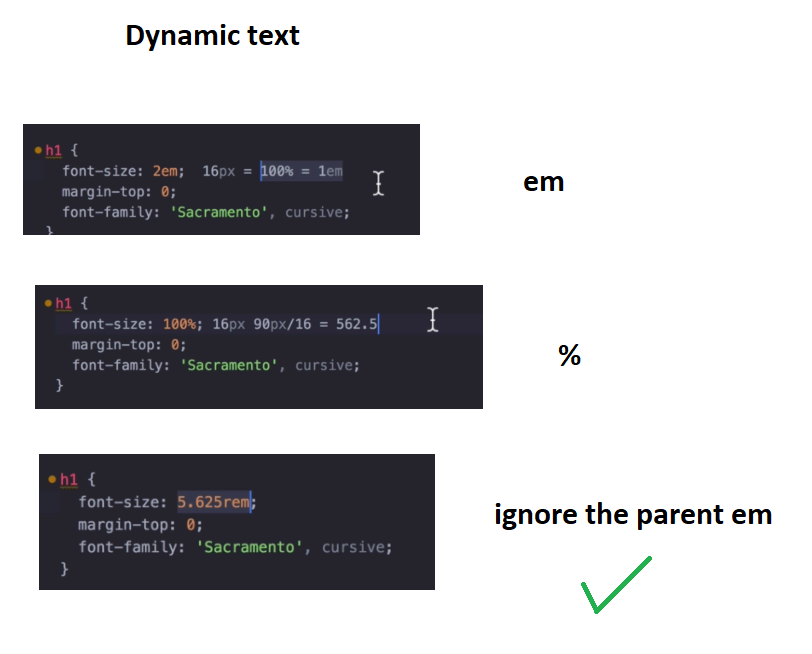 Dynamic text
h1 {
font-size: 2em; 16px = 100% = 1em
margin-top: 0;
font-family: 'Sacramento', cursive;
}
em
h1 {
font-size: 100%; 16px 90px/16 = 562.5
margin-top: 0;
font-family: 'Sacramento', cursive;
}
%
h1 {
font-size: 5.625rem;
margin-top: 0;
font-family: 'Sacramento', cursive;
}
ignore the parent em